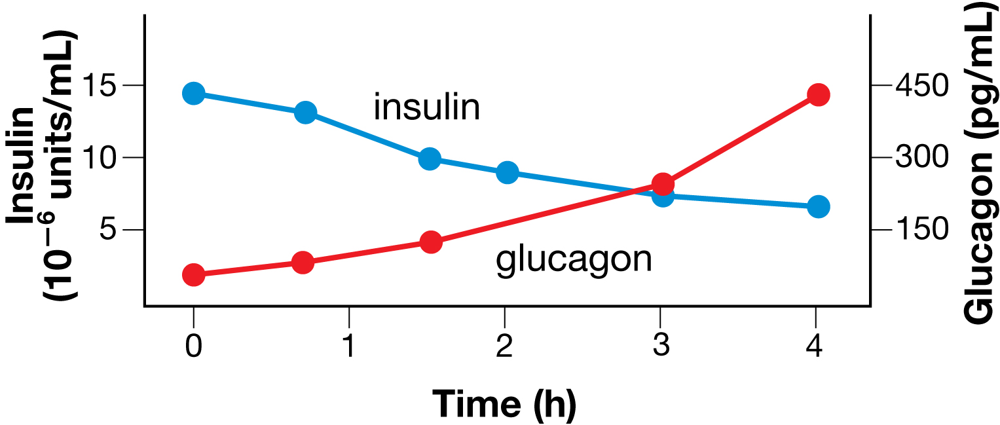 Insulin
(10⁻⁶ units/mL)
15
10
5
insulin
glucagon
450
300
150
Glucagon (pg/mL)
0 1 2 3 4
Time (h)